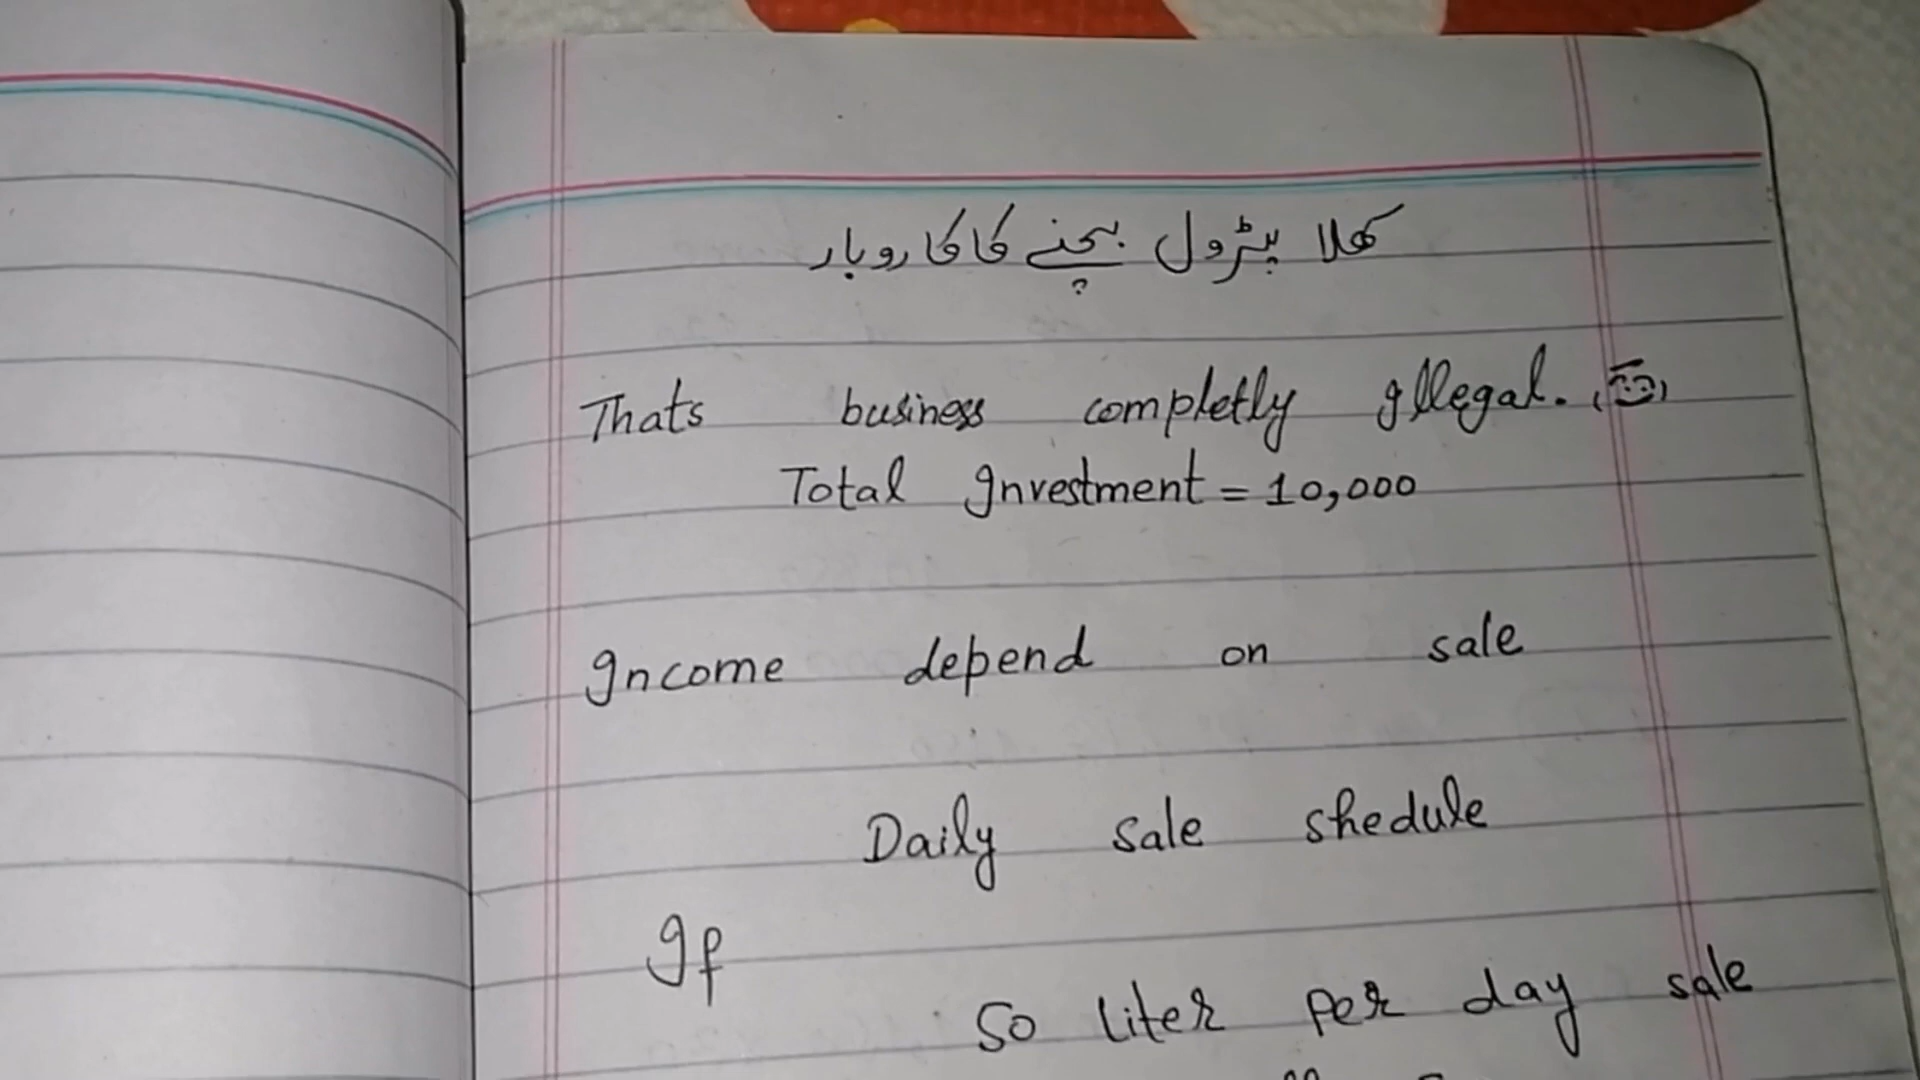 کھلا پیٹرول بیچنے کا کاروبار
Thats business completly Illegal.
Total Investment = 10,000
Income depend on sale
Daily sale shedule
If
50 liter per day sale